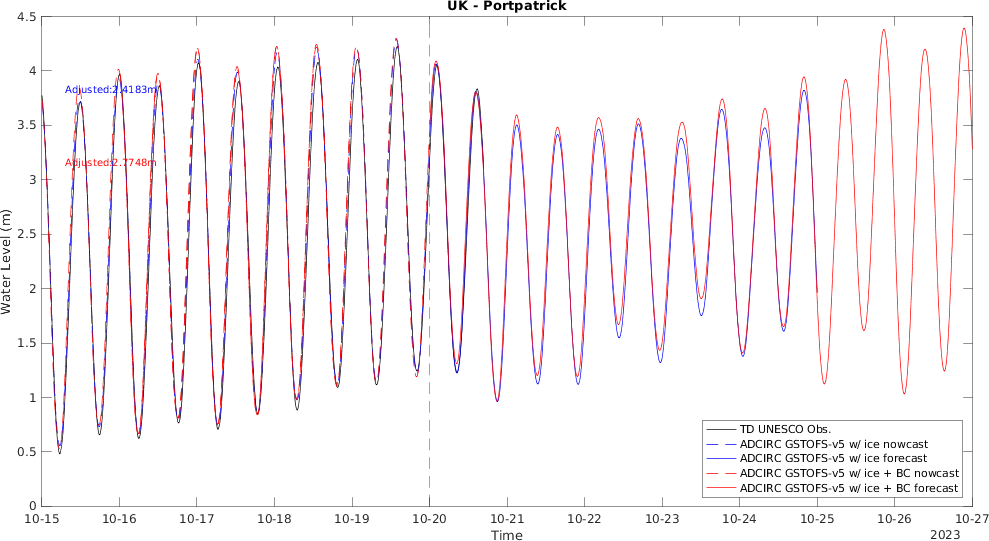 UK - Portpatrick
4.5
4
3.5
3
2.5
2
1.5
1
0.5
0
Water Level (m)
Adjusted:2.4183m
Adjusted:2.7748m
TD UNESCO Obs.
ADCIRC GSTOFS-v5 w/ ice nowcast
ADCIRC GSTOFS-v5 w/ ice forecast
ADCIRC GSTOFS-v5 w/ ice + BC nowcast
ADCIRC GSTOFS-v5 w/ ice + BC forecast
10-15 10-16 10-17 10-18 10-19 10-20 10-21 10-22 10-23 10-24 10-25 10-26 10-27
Time
2023